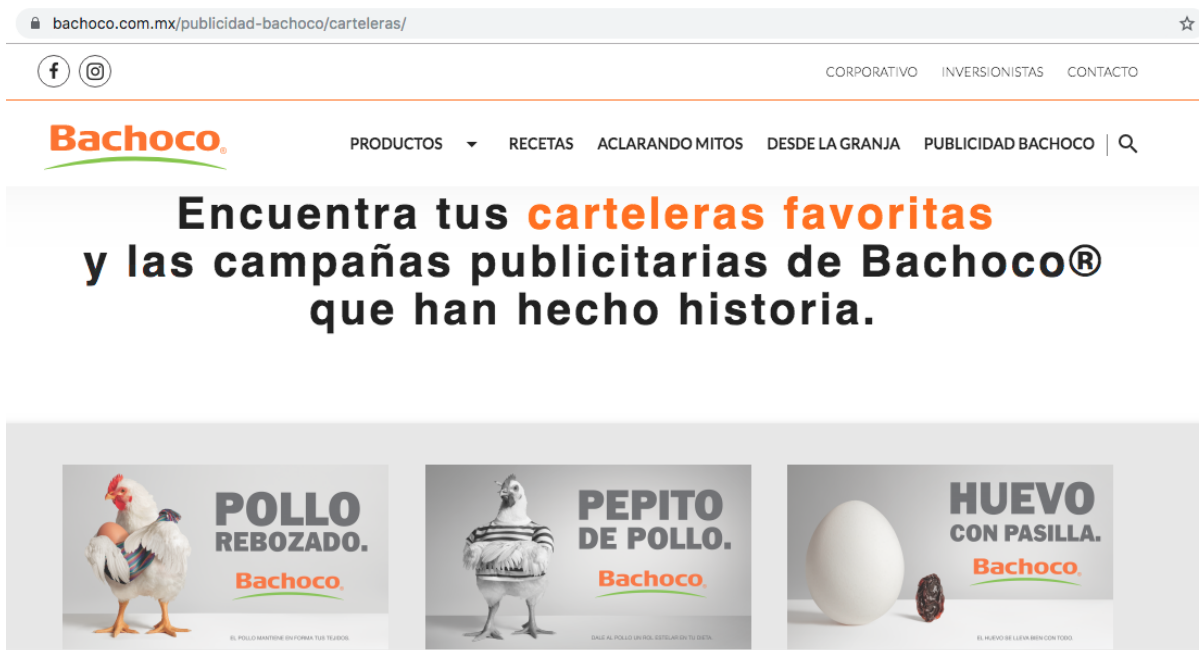 bachoco.com.mx/publicidad-bachoco/carteleras/
CORPORATIVO INVERSIONISTAS CONTACTO
Bachoco®
PRODUCTOS RECETAS ACLARANDO MITOS DESDE LA GRANJA PUBLICIDAD BACHOCO
Encuentra tus carteleras favoritas
y las campañas publicitarias de Bachoco®
que han hecho historia.
POLLO
REBOZADO.
Bachoco®
EL POLLO MANTIENE EN FORMA TUS TEJIDOS.
PEPITO
DE POLLO.
Bachoco®
DALE AL POLLO UN ROL ESTELAR EN TU DIETA.
HUEVO
CON PASILLA.
Bachoco®
EL HUEVO SE LLEVA BIEN CON TODO.